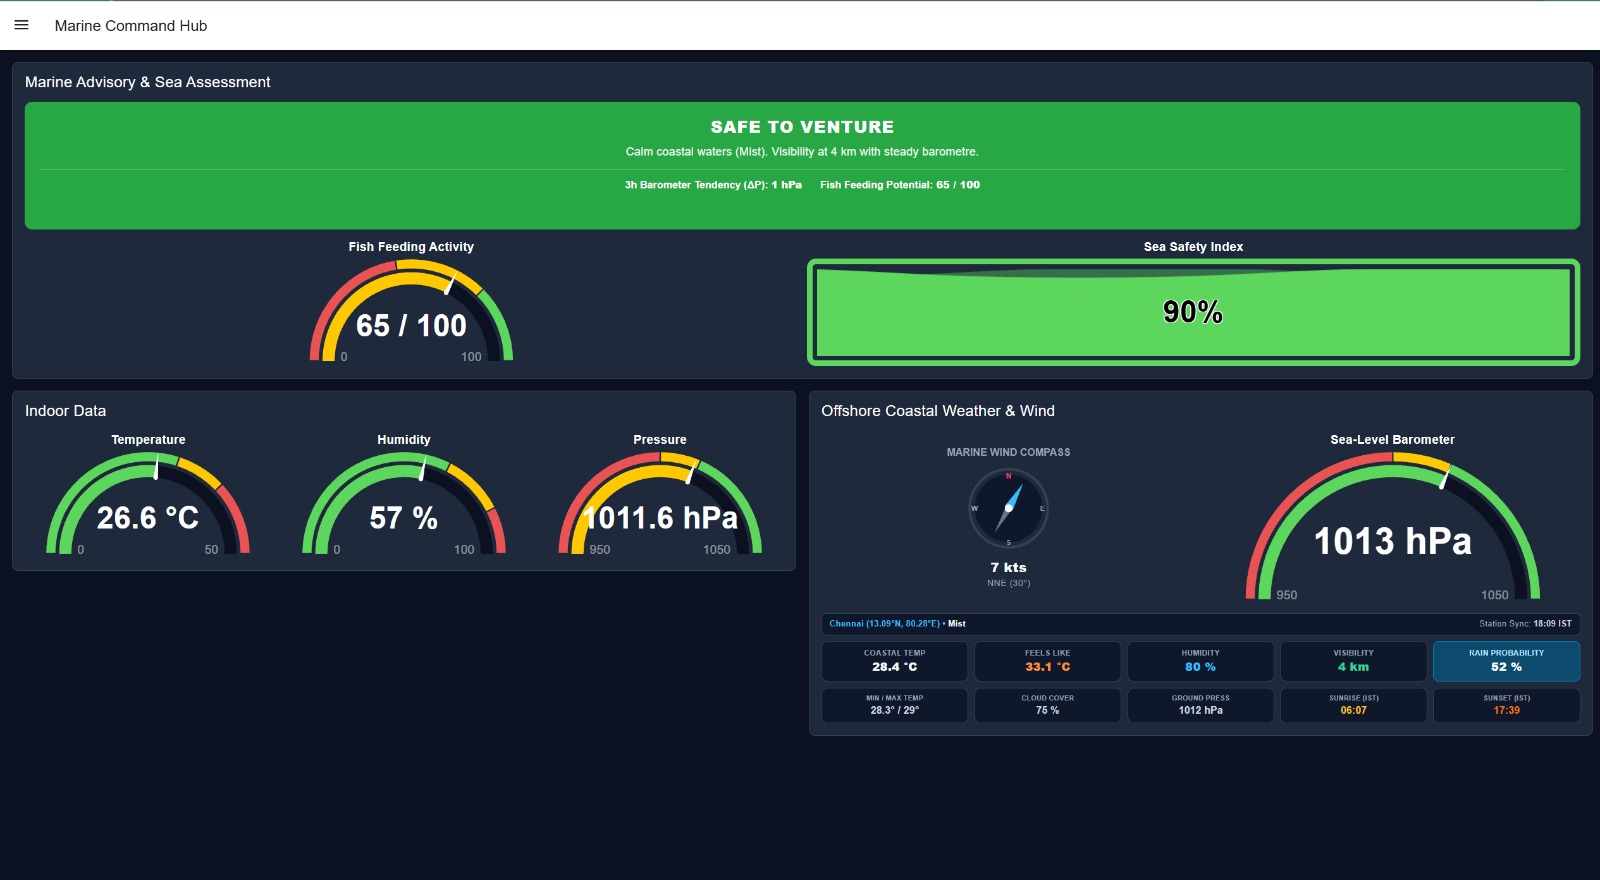 Marine Command Hub
Marine Advisory & Sea Assessment
SAFE TO VENTURE
Calm coastal waters (Mist). Visibility at 4 km with steady barometre.
3h Barometer Tendency (ΔP): 1 hPa Fish Feeding Potential: 65 / 100
Fish Feeding Activity
65 / 100
0 100
Sea Safety Index
90%
Indoor Data
Temperature
26.6 °C
0 50
Humidity
57 %
0 100
Pressure
1011.6 hPa
950 1050
Offshore Coastal Weather & Wind
MARINE WIND COMPASS
N
W E
S
7 kts
NNE (30°)
Sea-Level Barometer
1013 hPa
950 1050
Chennai (13.09°N, 80.28°E) • Mist
Station Sync: 18:09 IST
COASTAL TEMP
28.4 °C
FEELS LIKE
33.1 °C
HUMIDITY
80 %
VISIBILITY
4 km
RAIN PROBABILITY
52 %
MIN / MAX TEMP
28.3° / 29°
CLOUD COVER
75 %
GROUND PRESS
1012 hPa
SUNRISE (IST)
06:07
SUNSET (IST)
17:39